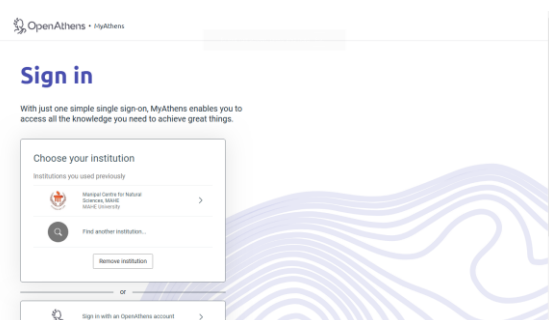 OpenAthens • MyAthens
Sign in
With just one simple single sign-on, MyAthens enables you to
access all the knowledge you need to achieve great things.
Choose your institution
Institutions you used previously
Manipal Centre for Natural
Sciences, MAHE
MAHE University
Find another institution...
Remove institution
or
Sign in with an OpenAthens account